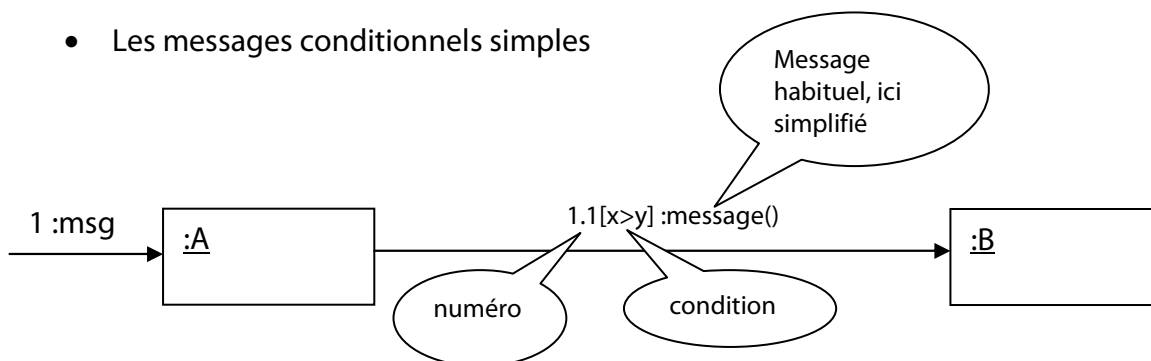 • Les messages conditionnels simples
Message
habituel, ici
simplifié
1 :msg
:A
1.1[x>y] :message()
:B
numéro
condition